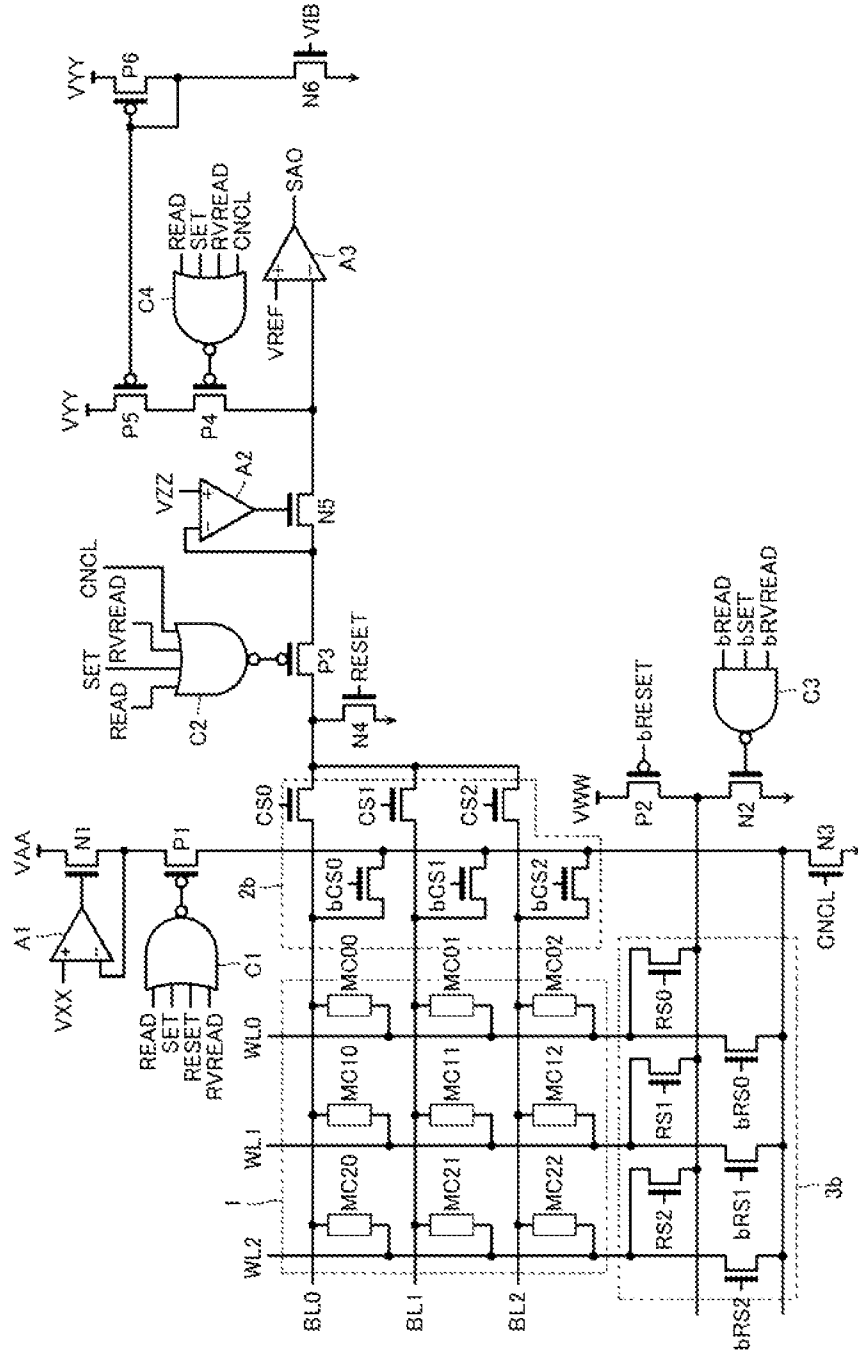 VYY
P6
VIB
N6
VYY
P5
P4
READ
SET
RVREAD
CNCL
C4
SAO
A3
VREF
VZZ
A2
N5
CNCL
RVREAD
SET
READ
C2
P3
RESET
N4
VAA
N1
A1
VXX
P1
C1
READ
SET
RESET
RVREAD
2b
CS0
CS1
CS2
bCS0
bCS1
bCS2
VWW
P2
bRESET
N2
bREAD
bSET
bRVREAD
C3
N3
CNCL
1
WL0
WL1
WL2
MC00
MC01
MC02
MC10
MC11
MC12
MC20
MC21
MC22
BL0
BL1
BL2
RS0
RS1
RS2
bRS0
bRS1
bRS2
3b